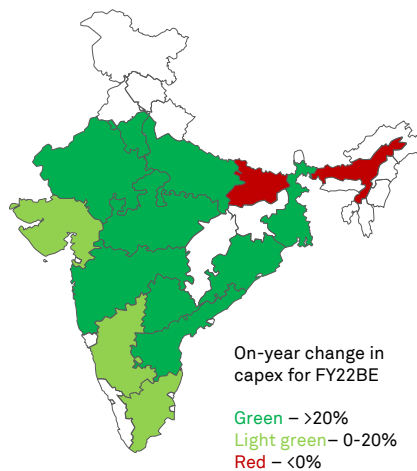 On-year change in
capex for FY22BE
Green – >20%
Light green– 0-20%
Red – <0%